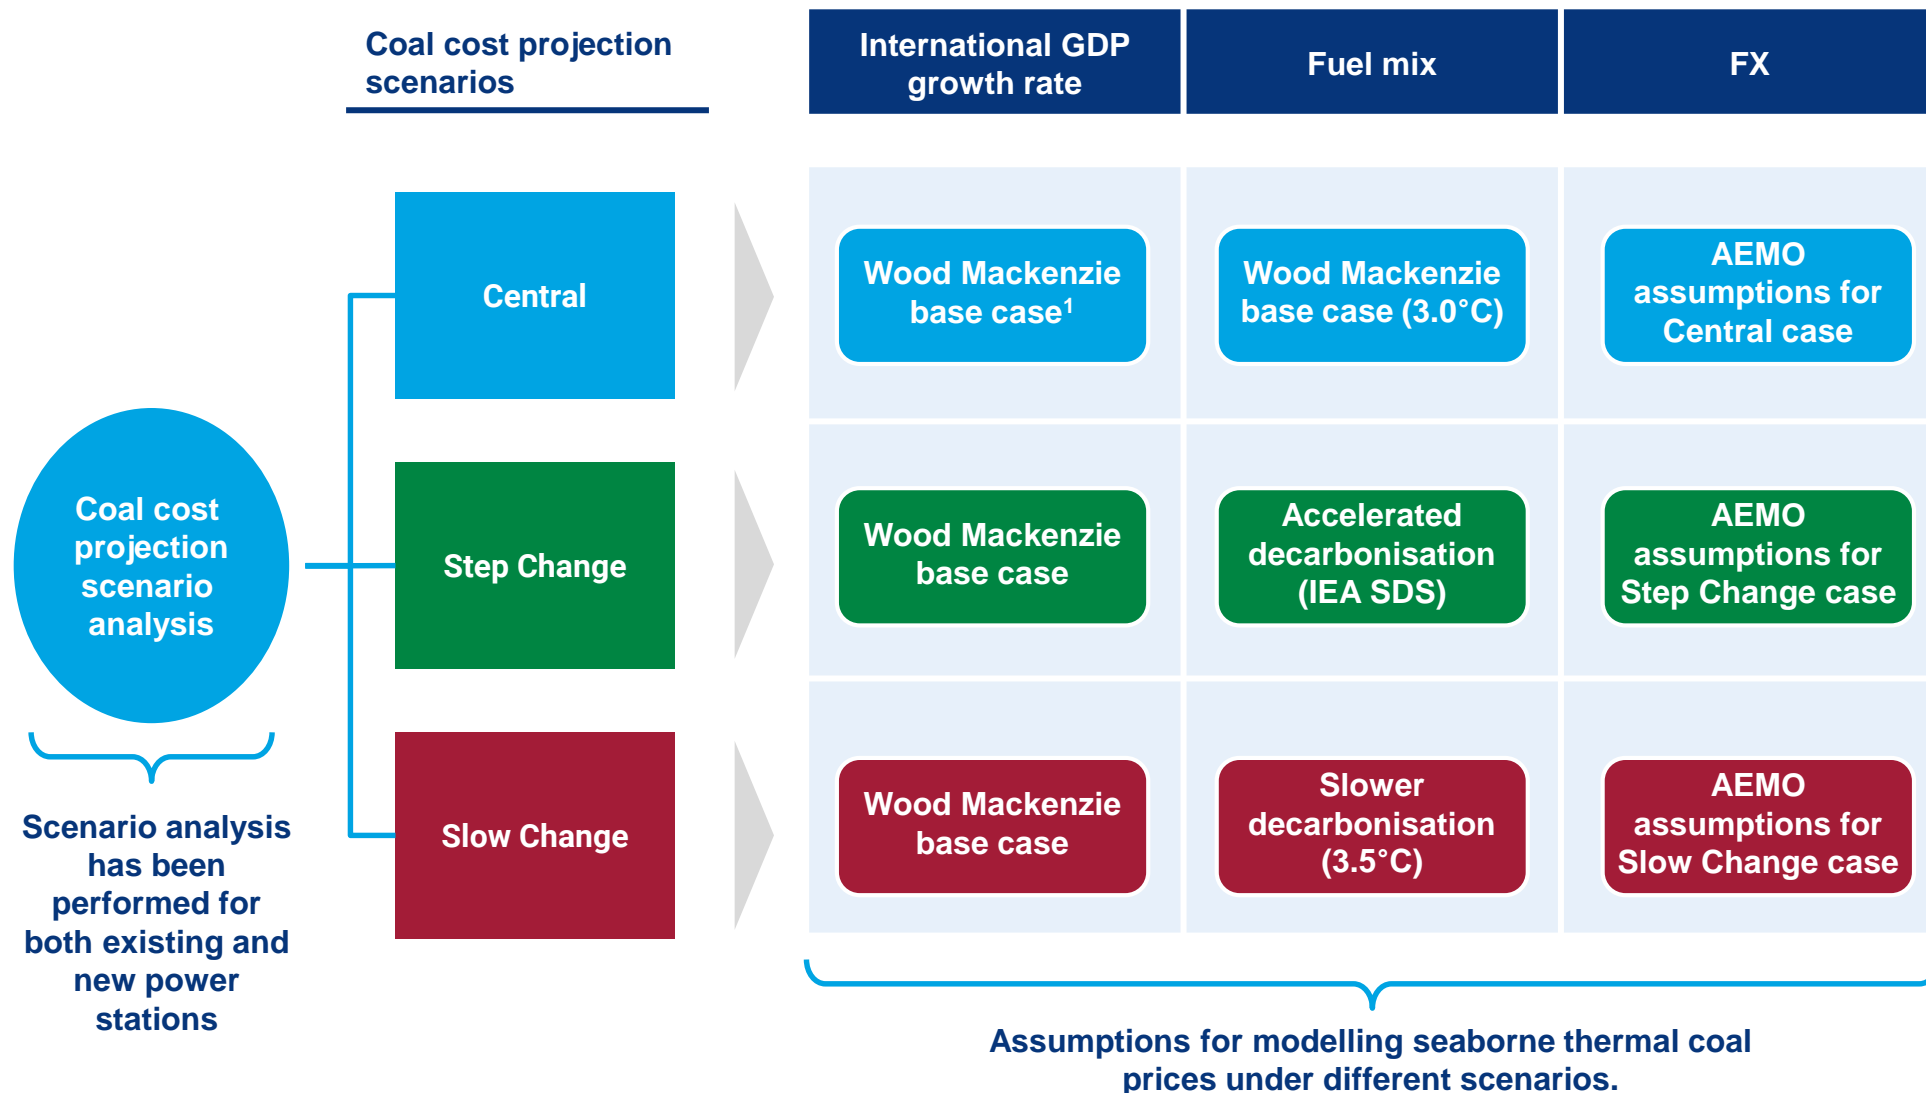 Coal cost projection
scenarios
International GDP
growth rate
Fuel mix
FX
Central
Wood Mackenzie
base case¹
Wood Mackenzie
base case (3.0°C)
AEMO
assumptions for
Central case
Coal cost
projection
scenario
analysis
Step Change
Wood Mackenzie
base case
Accelerated
decarbonisation
(IEA SDS)
AEMO
assumptions for
Step Change case
Slow Change
Wood Mackenzie
base case
Slower
decarbonisation
(3.5°C)
AEMO
assumptions for
Slow Change case
Scenario analysis
has been
performed for
both existing and
new power
stations
Assumptions for modelling seaborne thermal coal
prices under different scenarios.